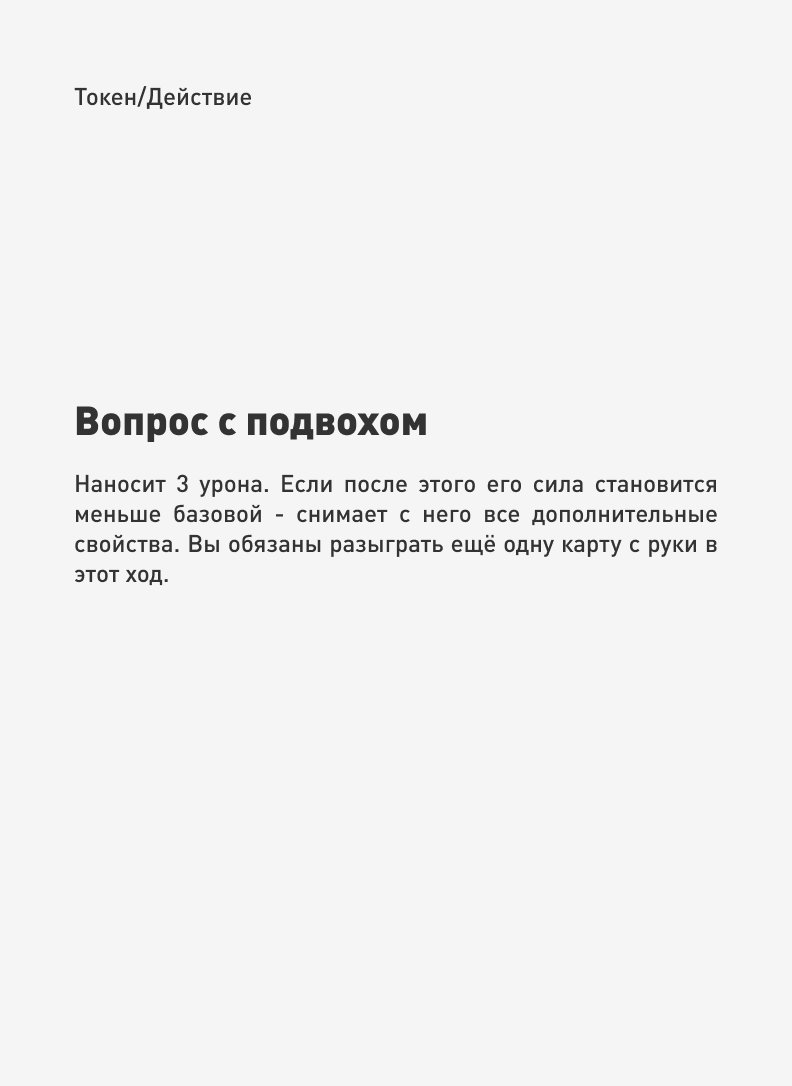 Токен/Действие
Вопрос с подвохом
Наносит 3 урона. Если после этого его сила становится
меньше базовой - снимает с него все дополнительные
свойства. Вы обязаны разыграть ещё одну карту с руки в
этот ход.